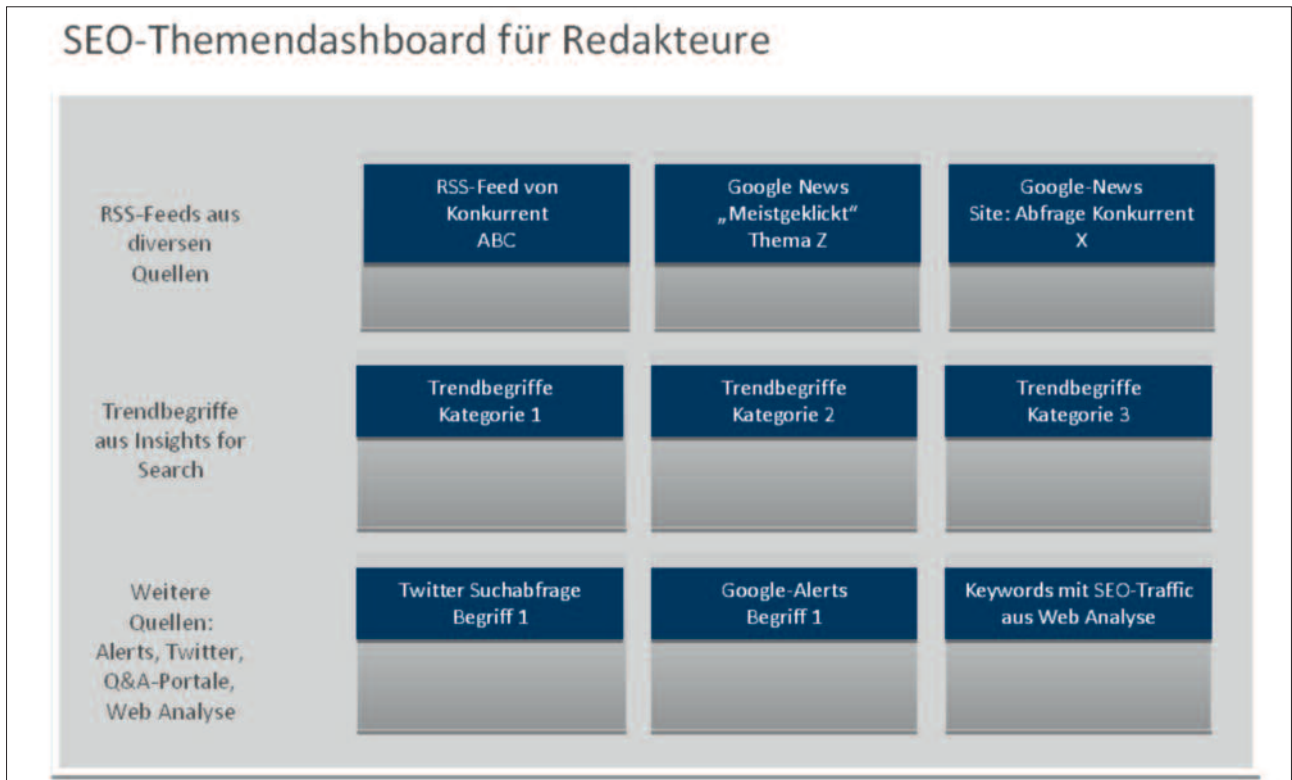 SEO-Themendashboard für Redakteure
RSS-Feeds aus
diversen
Quellen
RSS-Feed von
Konkurrent
ABC
Google News
„Meistgeklickt“
Thema Z
Google-News
Site: Abfrage Konkurrent
X
Trendbegriffe
aus Insights for
Search
Trendbegriffe
Kategorie 1
Trendbegriffe
Kategorie 2
Trendbegriffe
Kategorie 3
Weitere
Quellen:
Alerts, Twitter,
Q&A-Portale,
Web Analyse
Twitter Suchabfrage
Begriff 1
Google-Alerts
Begriff 1
Keywords mit SEO-Traffic
aus Web Analyse